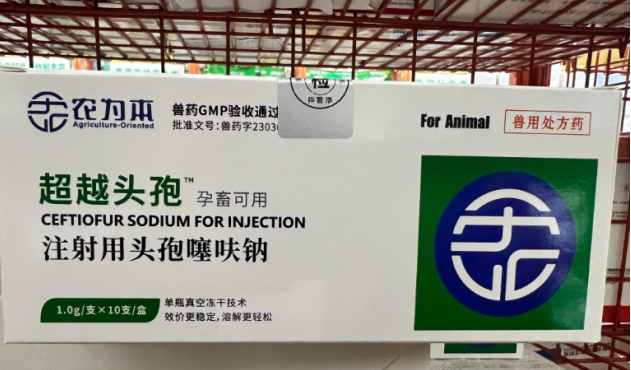 农为本
Agriculture-Oriented
兽药GMP验收通过
批准文号:兽药字23030
检
For Animal
兽用处方药
超越头孢™ 孕畜可用
CEFTIOFUR SODIUM FOR INJECTION
注射用头孢噻呋钠
1.0g/支×10支/盒
单瓶真空冻干技术
效价更稳定,溶解更轻松